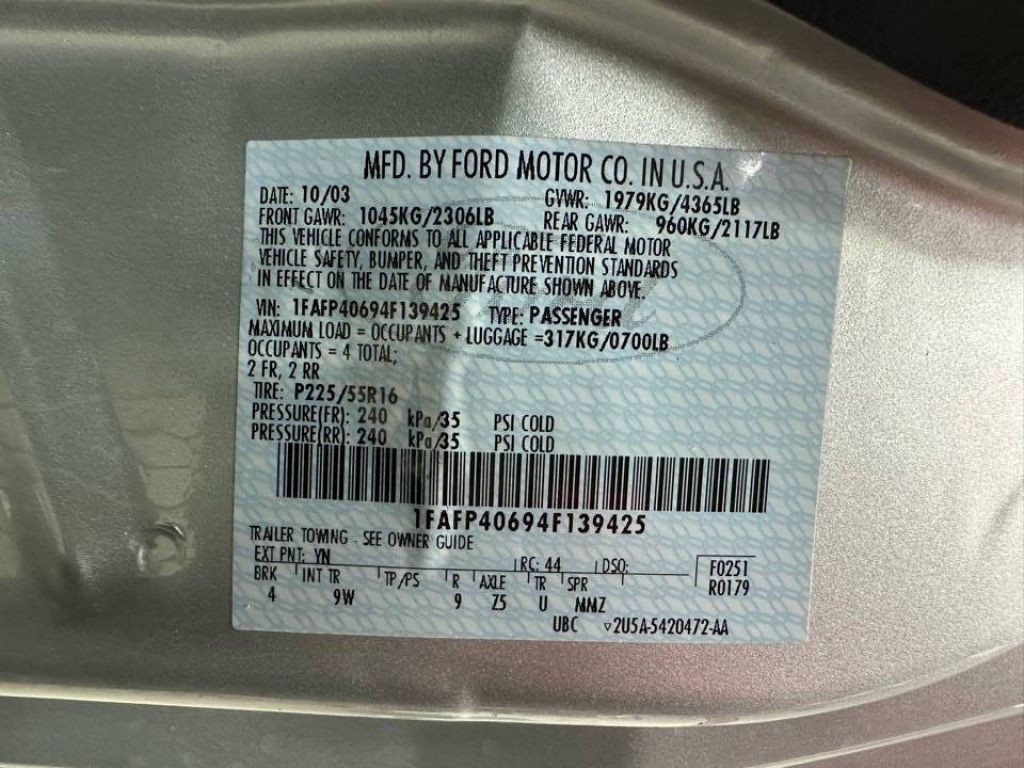 MFD. BY FORD MOTOR CO. IN U.S.A.
DATE: 10/03 GVWR: 1979KG/4365LB
FRONT GAWR: 1045KG/2306LB REAR GAWR: 960KG/2117LB
THIS VEHICLE CONFORMS TO ALL APPLICABLE FEDERAL MOTOR
VEHICLE SAFETY, BUMPER, AND THEFT PREVENTION STANDARDS
IN EFFECT ON THE DATE OF MANUFACTURE SHOWN ABOVE.
VIN: 1FAFP40694F139425 TYPE: PASSENGER
MAXIMUM LOAD = OCCUPANTS + LUGGAGE =317KG/0700LB
OCCUPANTS = 4 TOTAL;
2 FR, 2 RR
TIRE: P225/55R16
PRESSURE(FR): 240 kPa/35 PSI COLD
PRESSURE(RR): 240 kPa/35 PSI COLD
1FAFP40694F139425
TRAILER TOWING - SEE OWNER GUIDE
EXT PNT: YN RC: 44 DSO: F0251
BRK INT TR TP/PS R AXLE TR SPR R0179
4 9W 9 Z5 U MMZ
UBC ▿2U5A-5420472-AA